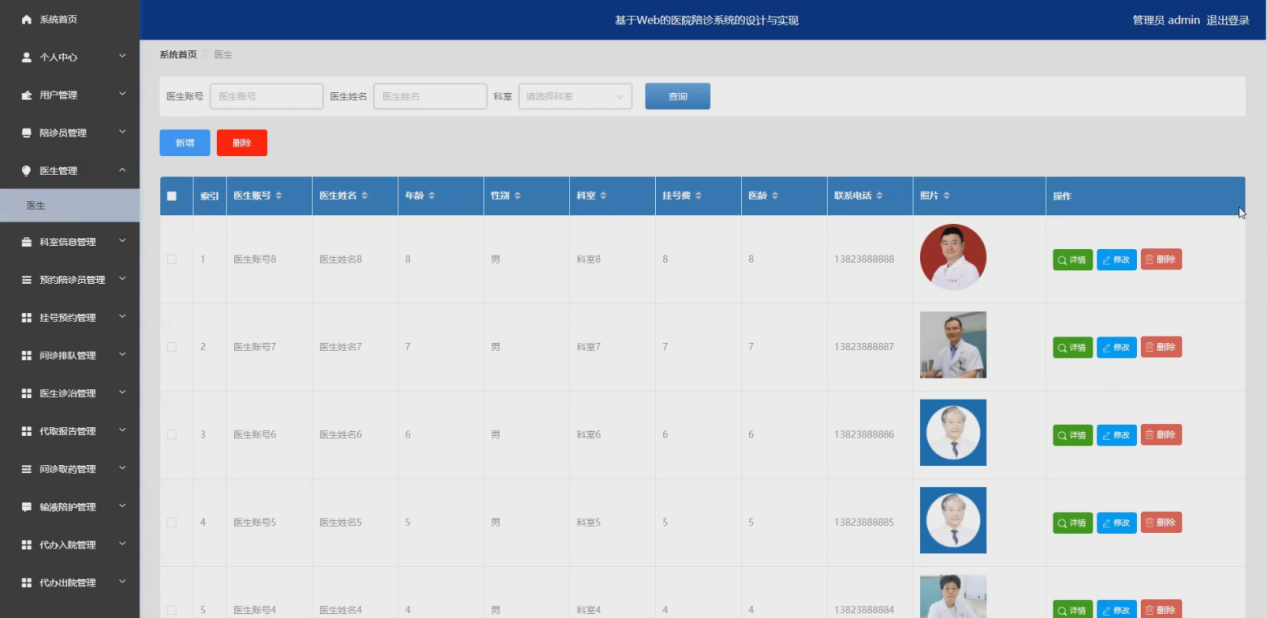 系统首页
基于Web的医院陪诊系统的设计与实现
管理员 admin 退出登录
个人中心
用户管理
陪诊员管理
医生管理
医生
科室信息管理
预约陪诊员管理
挂号预约管理
问诊排队管理
医生诊治管理
代取报告管理
问诊取药管理
输液陪护管理
代办入院管理
代办出院管理
系统首页 医生
医生账号 医生账号 医生姓名 医生姓名 科室 请选择科室 查询
新增 删除
索引 医生账号 医生姓名 年龄 性别 科室 挂号费 医龄 联系电话 照片 操作
1 医生账号8 医生姓名8 8 男 科室8 8 8 13823888888 详情 修改 删除
2 医生账号7 医生姓名7 7 男 科室7 7 7 13823888887 详情 修改 删除
3 医生账号6 医生姓名6 6 男 科室6 6 6 13823888886 详情 修改 删除
4 医生账号5 医生姓名5 5 男 科室5 5 5 13823888885 详情 修改 删除
5 医生账号4 医生姓名4 4 男 科室4 4 4 13823888884 详情 修改 删除